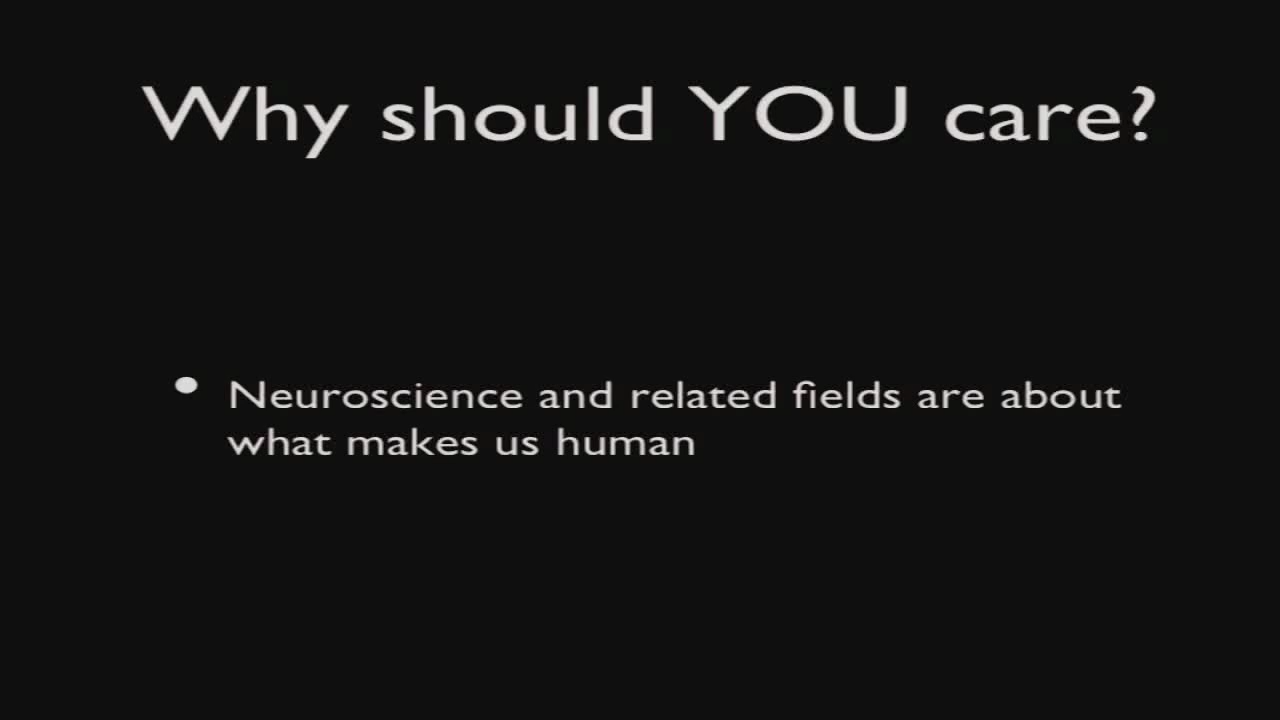 Why should YOU care?
• Neuroscience and related fields are about
what makes us human